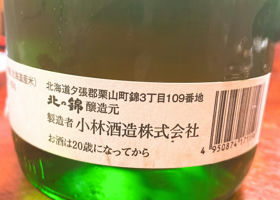 北海道夕張郡栗山町錦3丁目109番地
北の錦 醸造元
製造者 小林酒造株式会社
お酒は20歳になってから